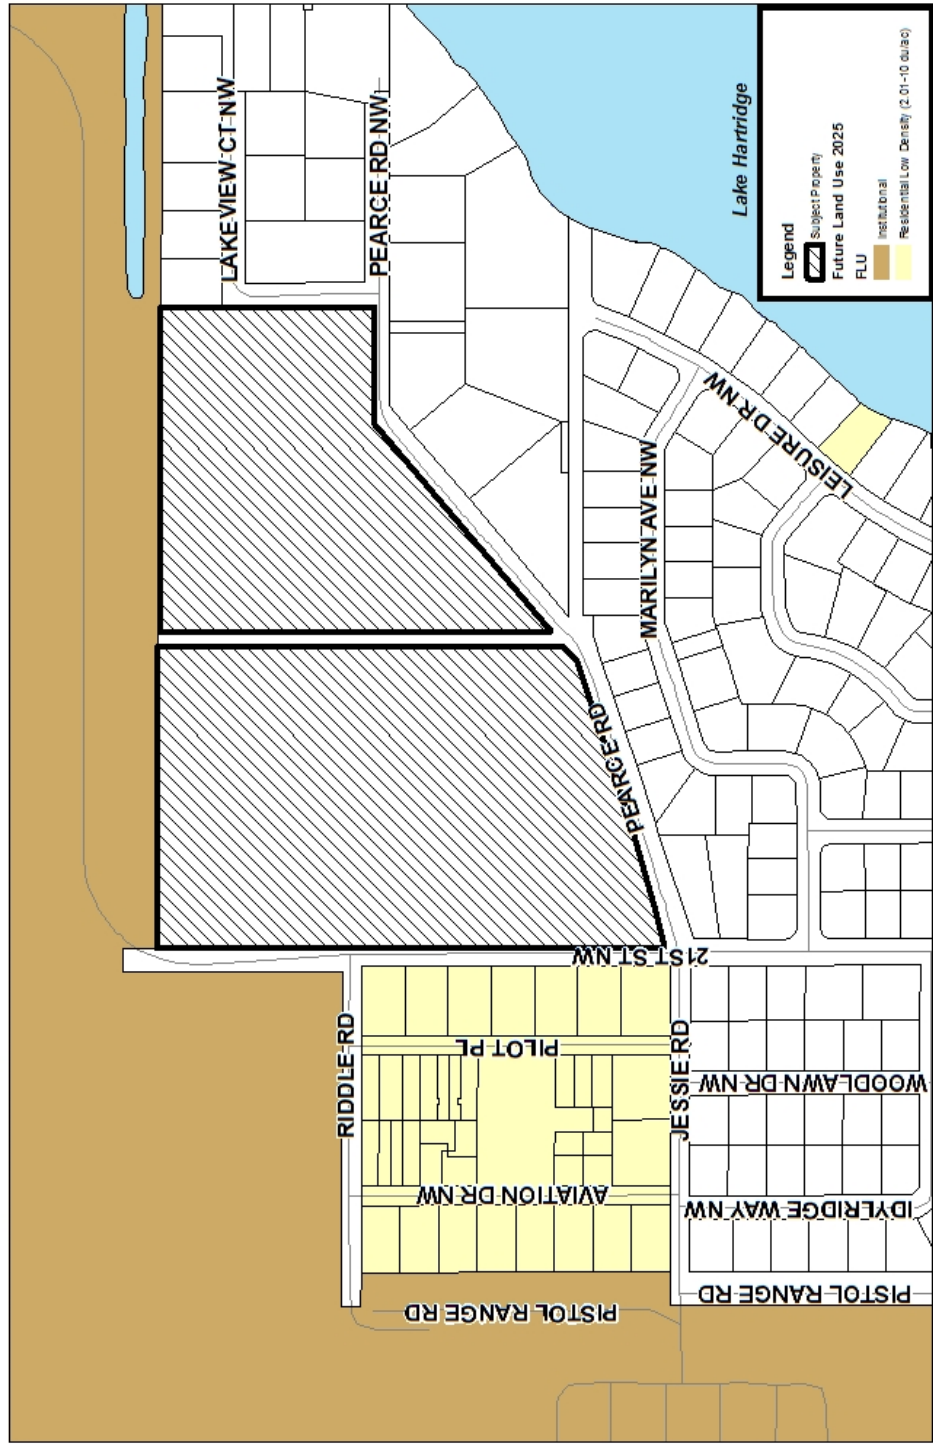 LAKEVIEW CT NW
PEARCE RD NW
Lake Hartridge
Legend
Subject Property
Future Land Use 2025
FLU
Institutional
Residential Low Density (2.01-10 du/ac)
LEISURE DR NW
MARILYN AVE NW
PEARCE RD
21ST ST NW
RIDDLE RD
PILOT PL
JESSIE RD
WOODLAWN DR NW
AVIATION DR NW
IDYLRIDGE WAY NW
PISTOL RANGE RD
PISTOL RANGE RD